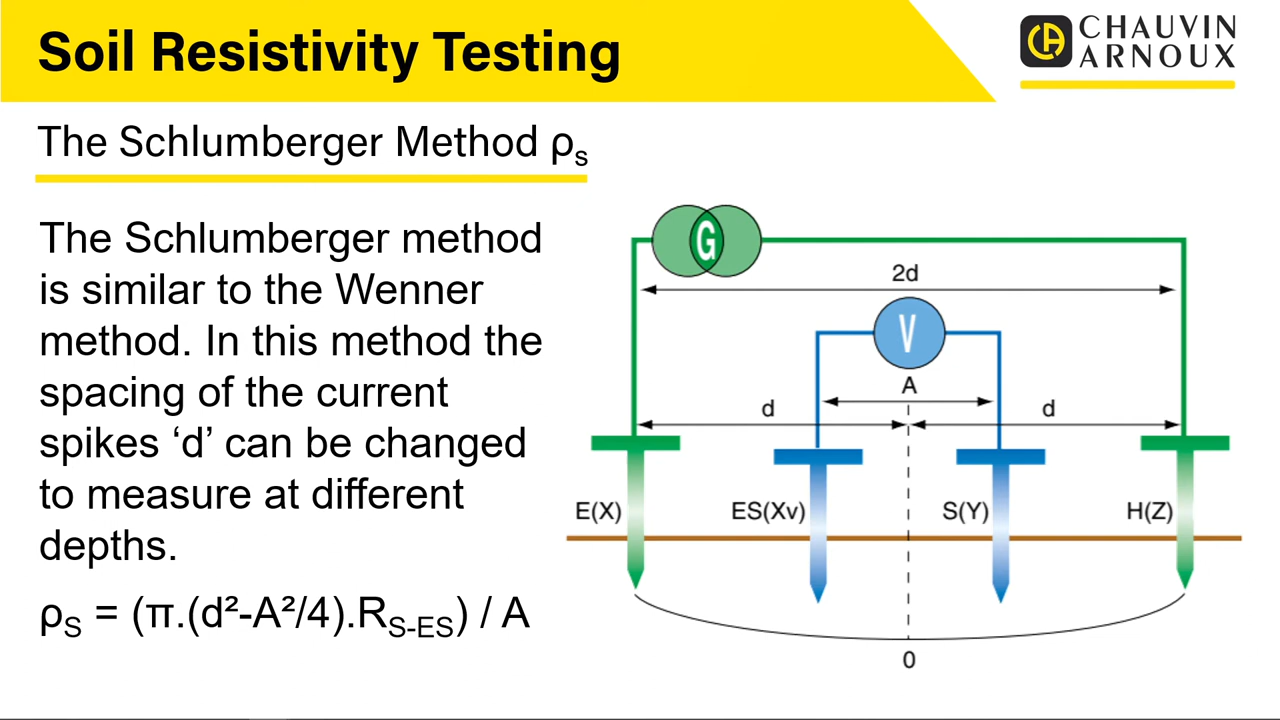 Soil Resistivity Testing
CHAUVIN
ARNOUX
The Schlumberger Method ρₛ
The Schlumberger method
is similar to the Wenner
method. In this method the
spacing of the current
spikes ‘d’ can be changed
to measure at different
depths.
ρS = (π.(d²-A²/4).RS-ES) / A
G
2d
V
A
d
d
E(X)
ES(Xv)
S(Y)
H(Z)
0